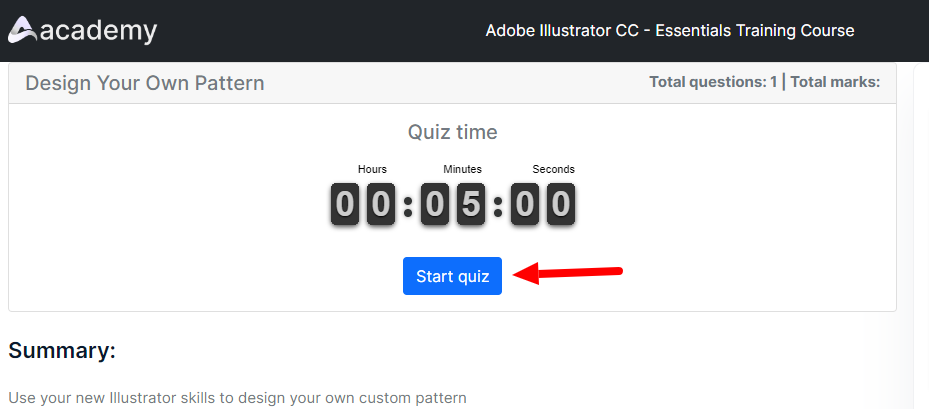 academy
Adobe Illustrator CC - Essentials Training Course
Design Your Own Pattern
Total questions: 1 | Total marks:
Quiz time
Hours Minutes Seconds
00:05:00
Start quiz
Summary:
Use your new Illustrator skills to design your own custom pattern